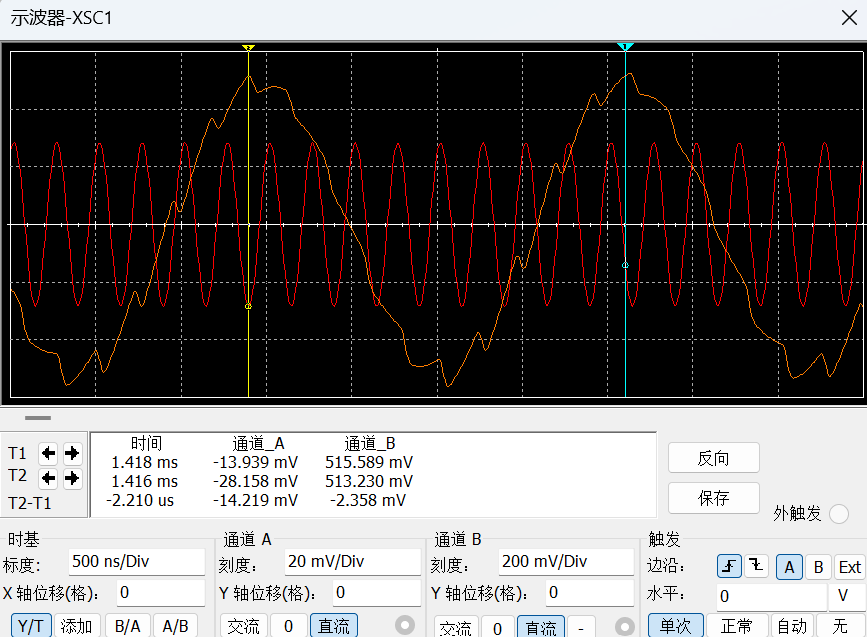 示波器-XSC1
2
1
时间 通道_A 通道_B
T1 1.418 ms -13.939 mV 515.589 mV
T2 1.416 ms -28.158 mV 513.230 mV
T2-T1 -2.210 us -14.219 mV -2.358 mV
反向
保存
外触发
时基
标度: 500 ns/Div
X 轴位移(格): 0
Y/T 添加 B/A A/B
通道 A
刻度: 20 mV/Div
Y 轴位移(格): 0
交流 0 直流
通道 B
刻度: 200 mV/Div
Y 轴位移(格): 0
交流 0 直流 -
触发
边沿: A B Ext
水平: 0 V
单次 正常 自动 无